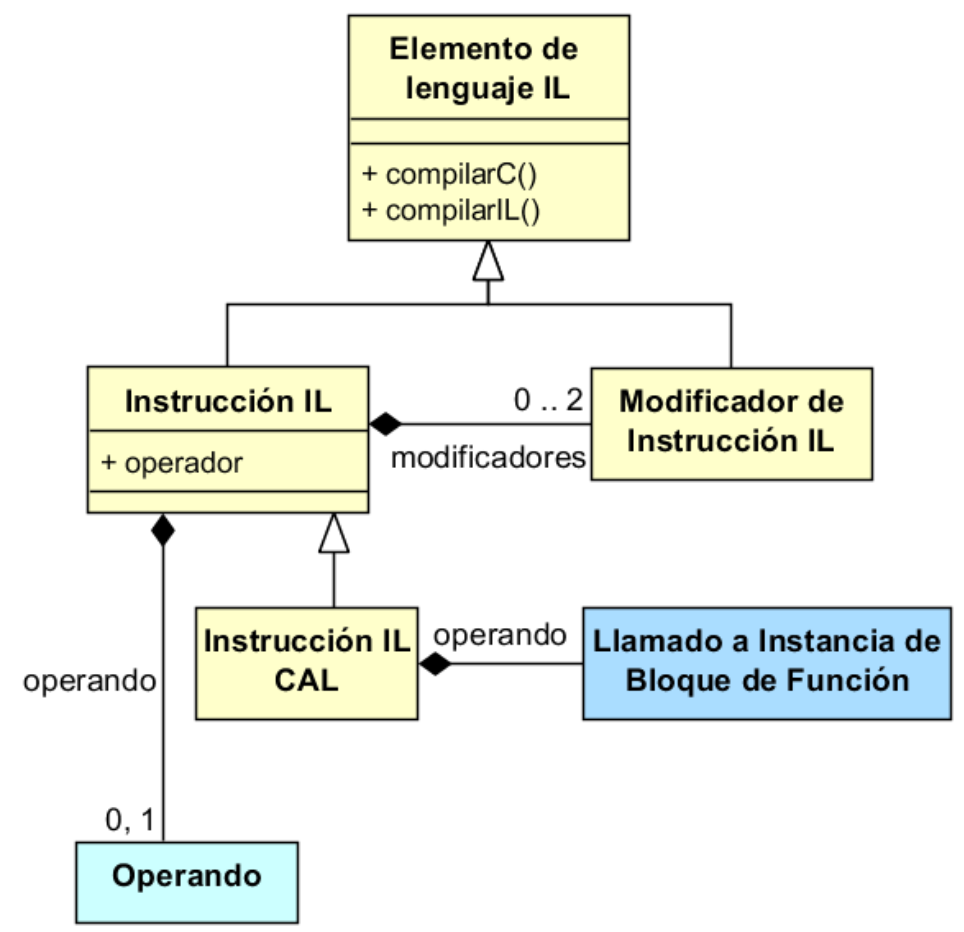 Elemento de
lenguaje IL
+ compilarC()
+ compilarIL()
Instrucción IL
+ operador
0 .. 2
modificadores
Modificador de
Instrucción IL
Instrucción IL
CAL
operando
Llamado a Instancia de
Bloque de Función
operando
0, 1
Operando